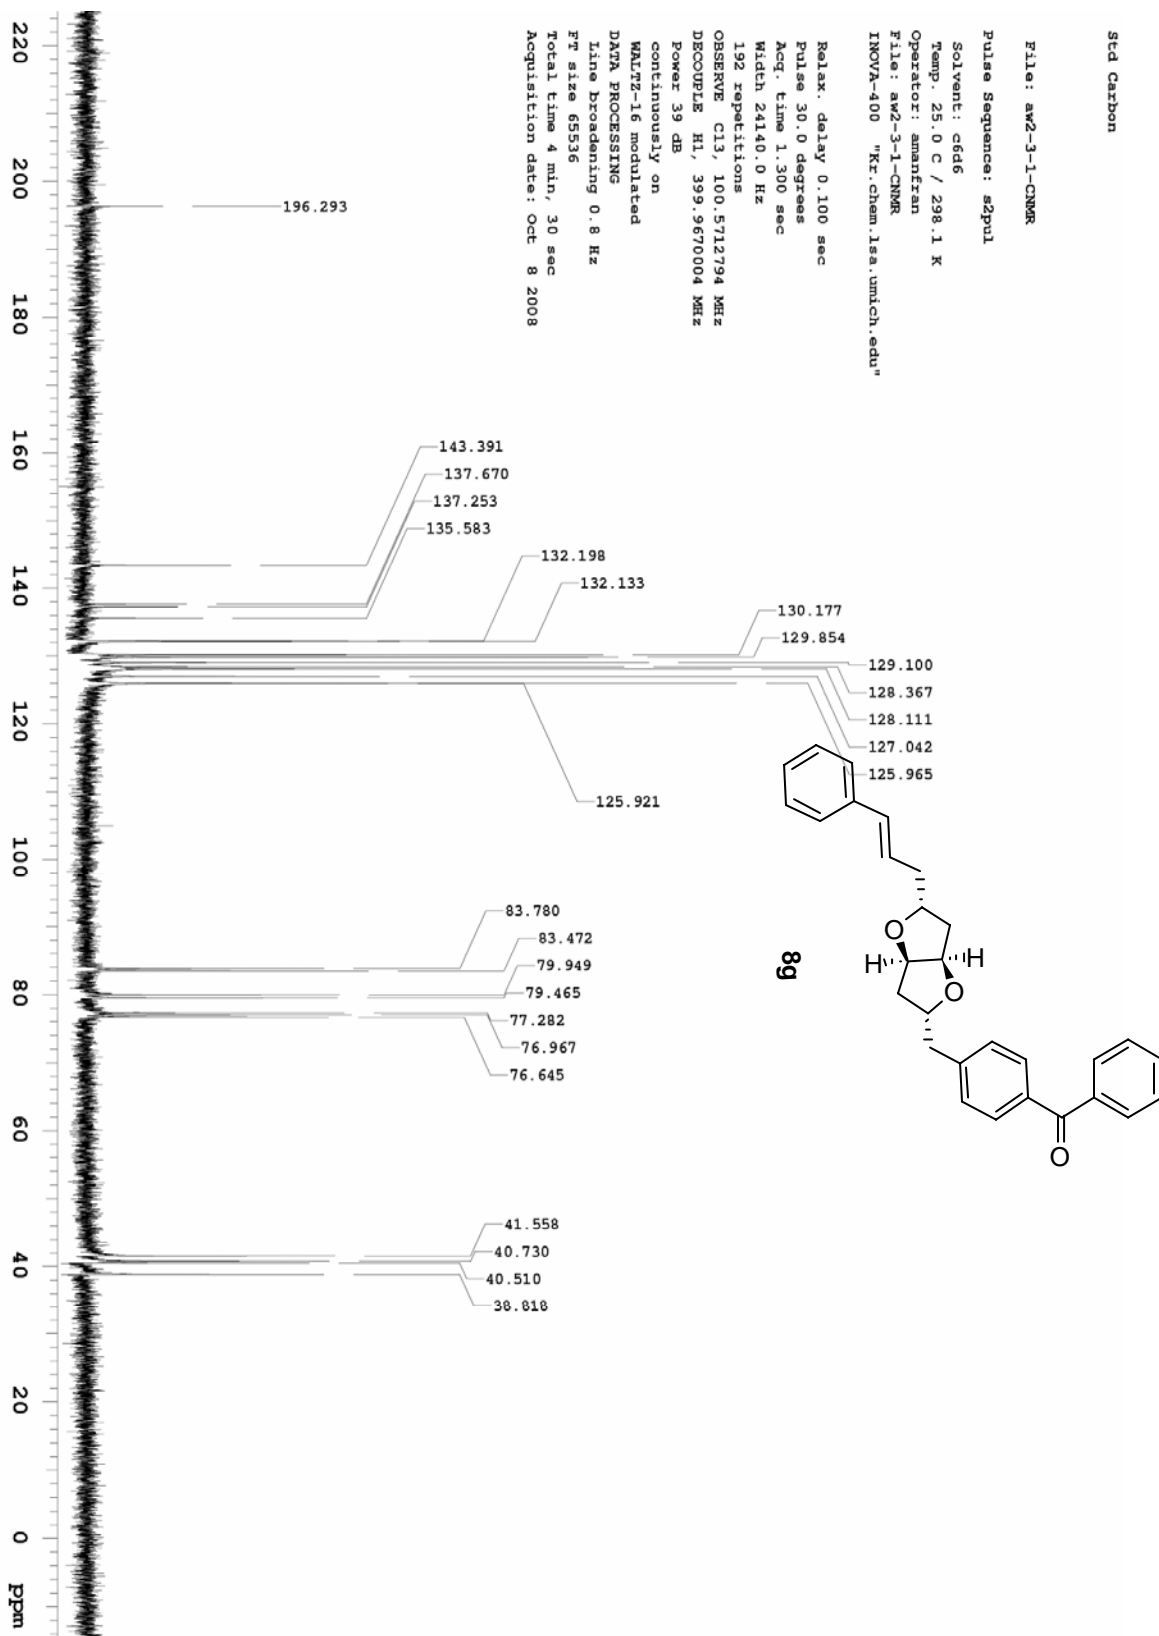 Std Carbon
File: aw2-3-1-CNMR
Pulse Sequence: s2pul
Solvent: c6d6
Temp. 25.0 C / 298.1 K
Operator: amanfran
File: aw2-3-1-CNMR
INOVA-400 "Kr.chem.lsa.umich.edu"
Relax. delay 0.100 sec
Pulse 30.0 degrees
Acq. time 1.300 sec
Width 24140.0 Hz
192 repetitions
OBSERVE C13, 100.5712794 MHz
DECOUPLE H1, 399.9670004 MHz
Power 39 dB
continuously on
WALTZ-16 modulated
DATA PROCESSING
Line broadening 0.8 Hz
FT size 65536
Total time 4 min, 30 sec
Acquisition date: Oct 8 2008
196.293
143.391
137.670
137.253
135.583
132.198
132.133
130.177
129.854
129.100
128.367
128.111
127.042
125.965
125.921
83.780
83.472
79.949
79.465
77.282
76.967
76.645
41.558
40.730
40.510
38.818
O
H
H
O
O
8g
220 200 180 160 140 120 100 80 60 40 20 0 ppm